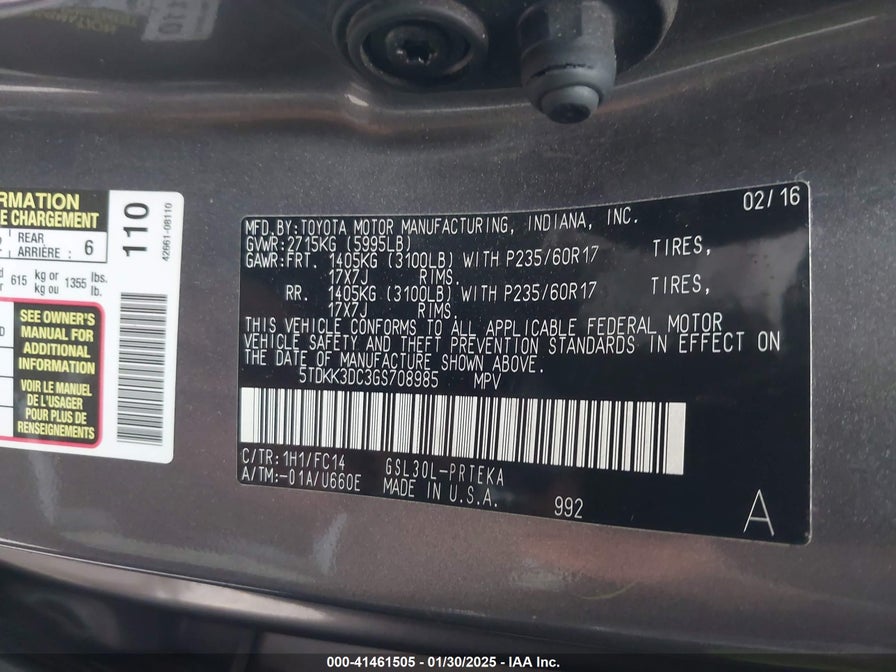 RMATION
E CHARGEMENT
REAR
ARRIÈRE : 6
615 kg or kg ou 1355 lbs. lb.
SEE OWNER'S
MANUAL FOR
ADDITIONAL
INFORMATION
VOIR LE MANUEL
DE L'USAGER
POUR PLUS DE
RENSEIGNEMENTS
110
42661-08110
02/16
MFD.BY:TOYOTA MOTOR MANUFACTURING, INDIANA, INC.
GVWR:2715KG (5995LB)
GAWR:FRT. 1405KG (3100LB) WITH P235/60R17 TIRES,
17X7J RIMS.
RR. 1405KG (3100LB) WITH P235/60R17 TIRES,
17X7J RIMS.
THIS VEHICLE CONFORMS TO ALL APPLICABLE FEDERAL MOTOR
VEHICLE SAFETY AND THEFT PREVENTION STANDARDS IN EFFECT ON
THE DATE OF MANUFACTURE SHOWN ABOVE.
5TDKK3DC3GS708985 MPV
C/TR:1H1/FC14 GSL30L-PRTEKA
A/TM:-01A/U660E MADE IN U.S.A.
992
A
000-41461505 - 01/30/2025 - IAA Inc.